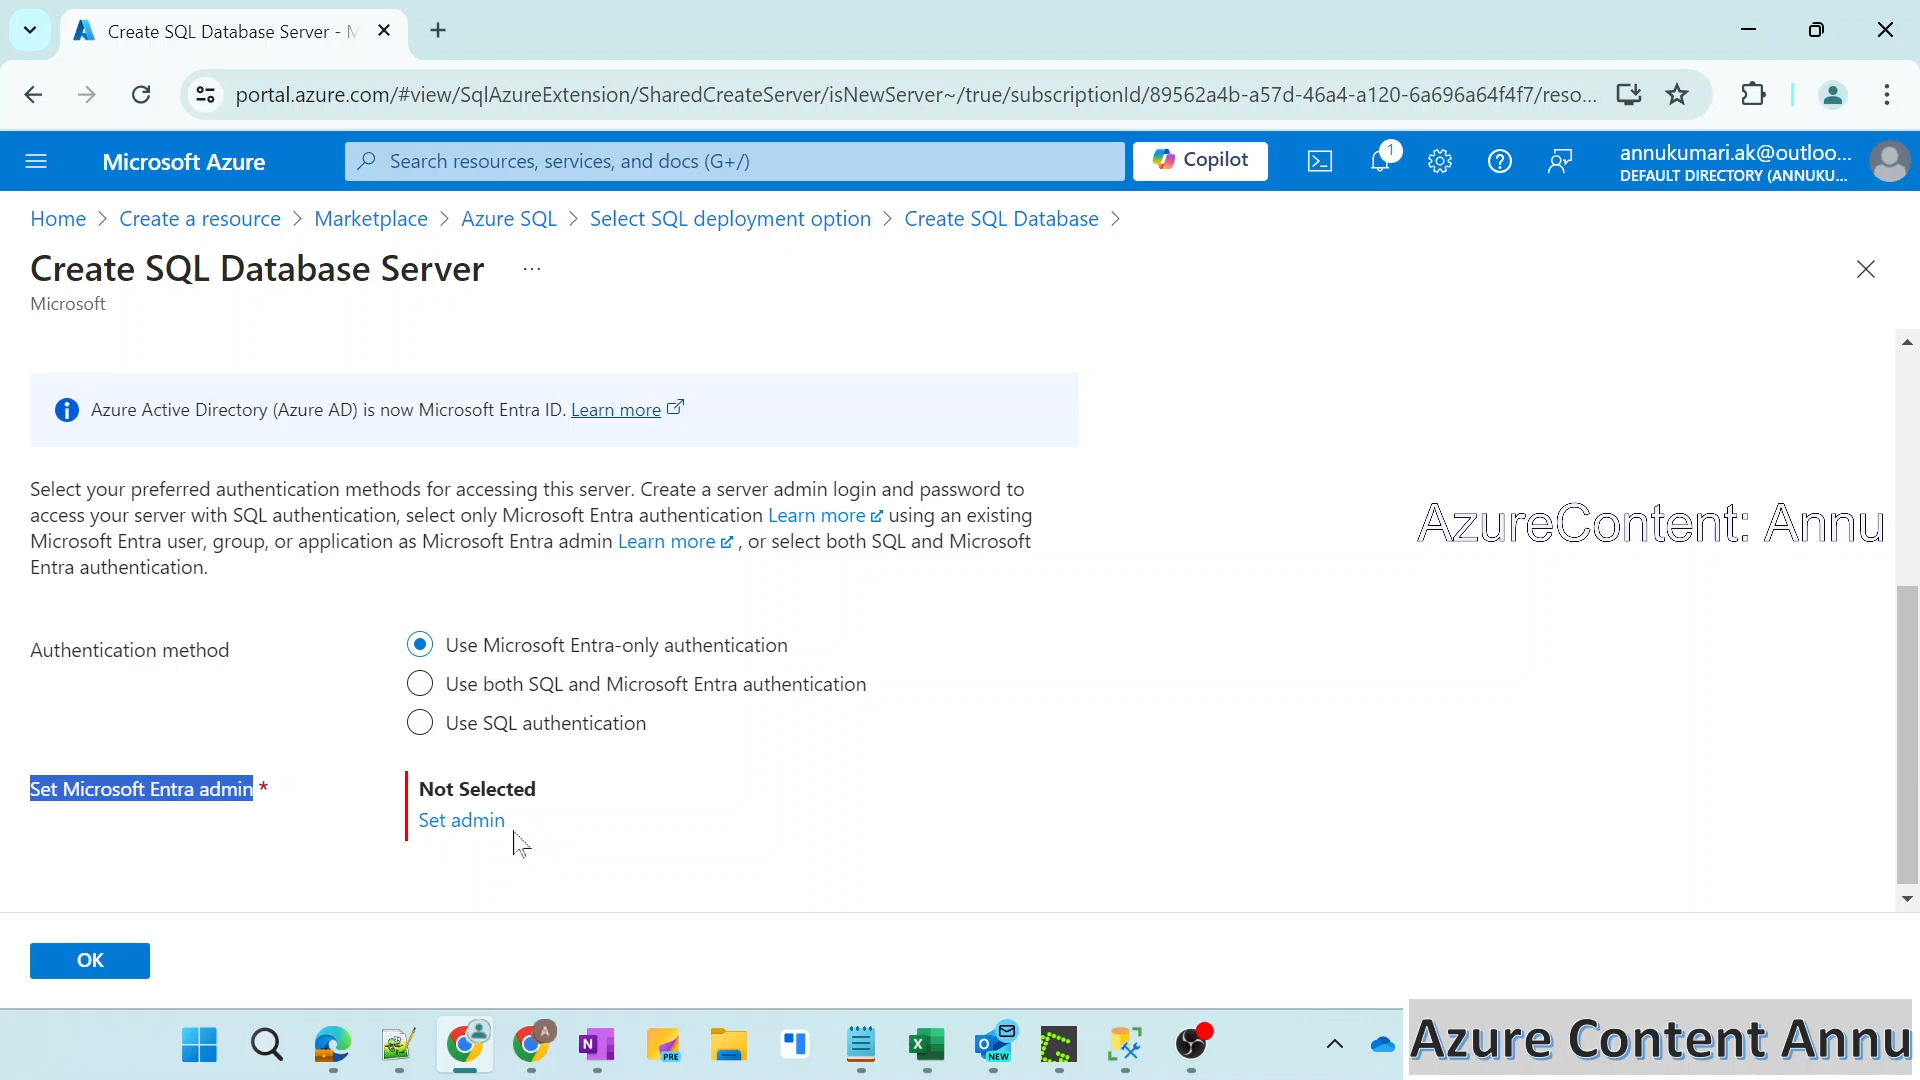 Create SQL Database Server - M
portal.azure.com/#view/SqlAzureExtension/SharedCreateServer/isNewServer~/true/subscriptionId/89562a4b-a57d-46a4-a120-6a696a64f4f7/reso...
Microsoft Azure
Search resources, services, and docs (G+/)
Copilot
1
annukumari.ak@outloo...
DEFAULT DIRECTORY (ANNUKU...
Home > Create a resource > Marketplace > Azure SQL > Select SQL deployment option > Create SQL Database >
Create SQL Database Server ...
Microsoft
Azure Active Directory (Azure AD) is now Microsoft Entra ID. Learn more
Select your preferred authentication methods for accessing this server. Create a server admin login and password to
access your server with SQL authentication, select only Microsoft Entra authentication Learn more using an existing
Microsoft Entra user, group, or application as Microsoft Entra admin Learn more , or select both SQL and Microsoft
Entra authentication.
AzureContent: Annu
Authentication method
Use Microsoft Entra-only authentication
Use both SQL and Microsoft Entra authentication
Use SQL authentication
Set Microsoft Entra admin *
Not Selected
Set admin
OK
A
N
PRE
X
O
NEW
Azure Content Annu